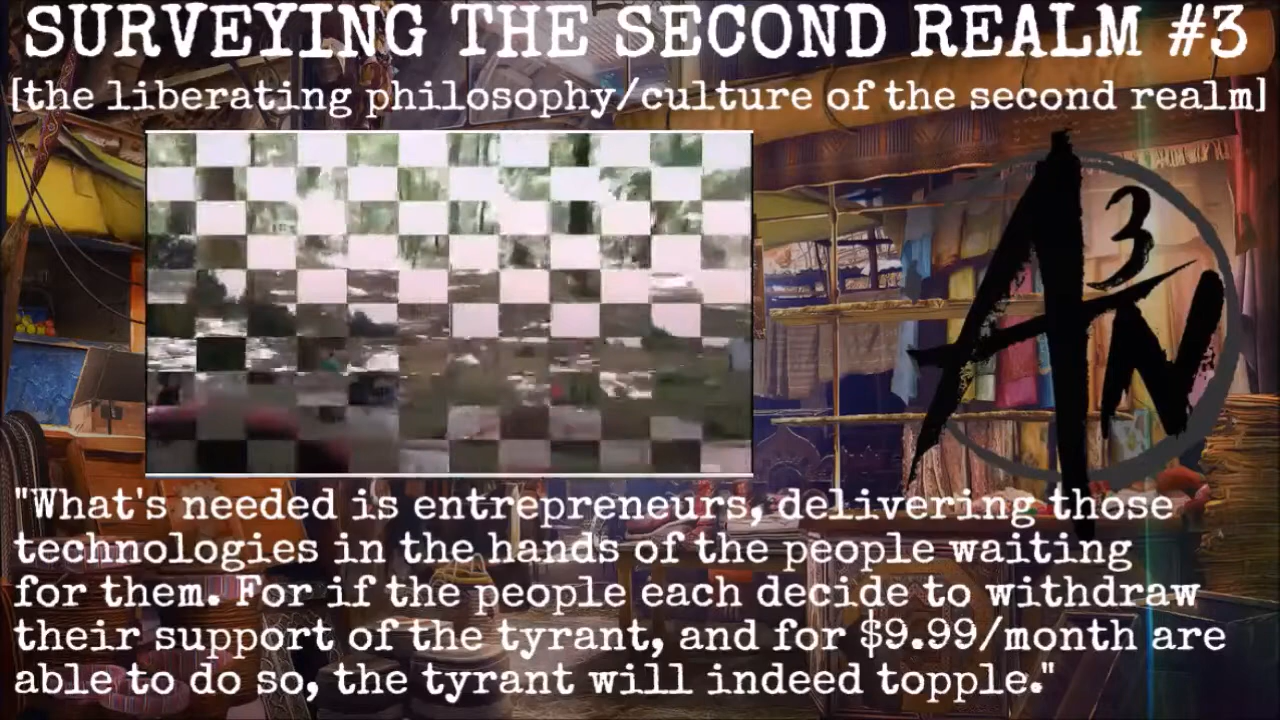 SURVEYING THE SECOND REALM #3
[the liberating philosophy/culture of the second realm]
A3N
"What's needed is entrepreneurs, delivering those
technologies in the hands of the people waiting
for them. For if the people each decide to withdraw
their support of the tyrant, and for $9.99/month are
able to do so, the tyrant will indeed topple."